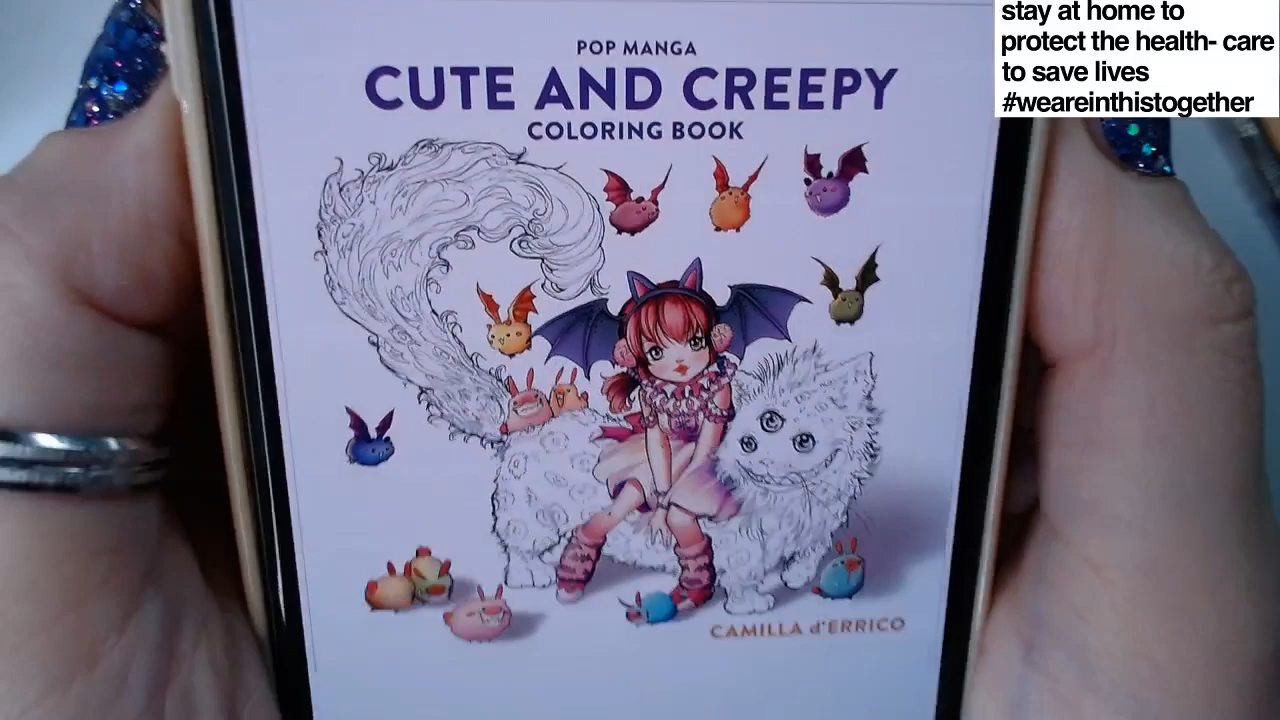 stay at home to
protect the health- care
to save lives
#weareinthistogether
POP MANGA
CUTE AND CREEPY
COLORING BOOK
CAMILLA d'ERRICO